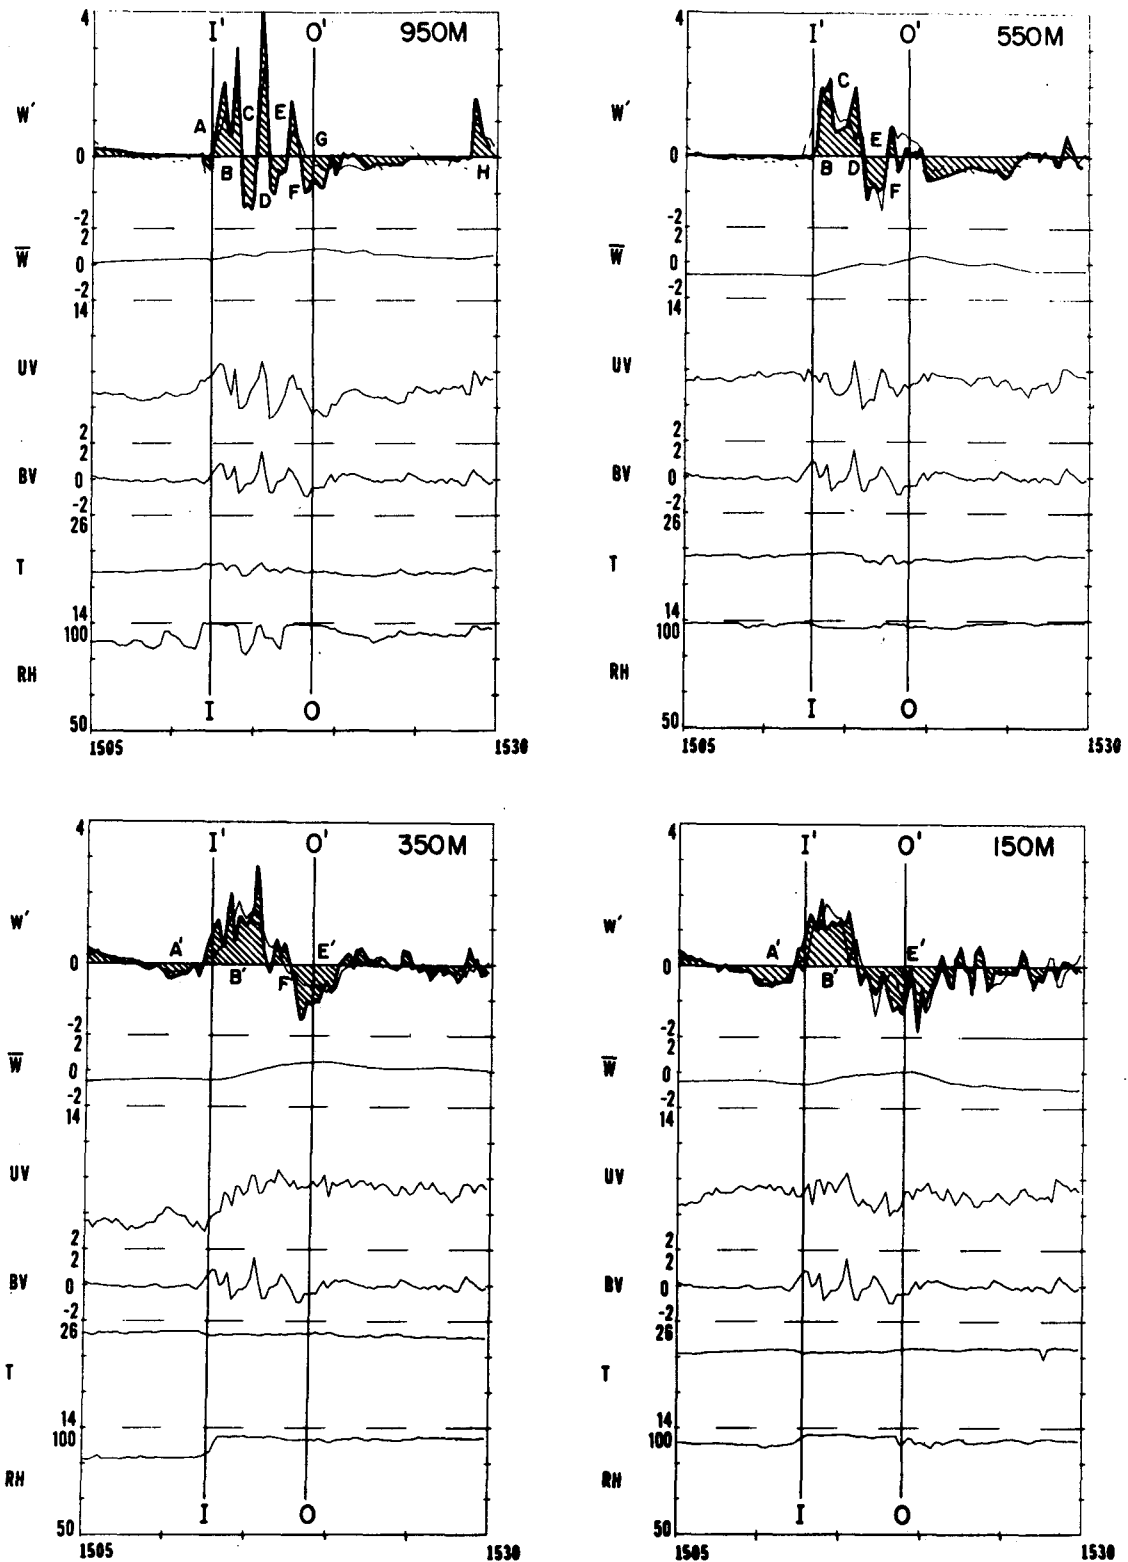 4 I' O' 950M
W' A C E G
0 B D F H
-2
2
W̅ 0
-2
14
UV
2
2
BV 0
-2
26
T
14
100
RH
I O
50
1505 1530
4 I' O' 550M
W' C
0 E
B D F
-2
2
W̅ 0
-2
14
UV
2
2
BV 0
-2
26
T
14
100
RH
I O
50
1505 1530
4 I' O' 350M
W'
A' E'
0
B' F
-2
2
W̅ 0
-2
14
UV
2
2
BV 0
-2
26
T
14
100
RH
I O
50
1505 1530
4 I' O' 150M
W'
A' E'
0
B'
-2
2
W̅ 0
-2
14
UV
2
2
BV 0
-2
26
T
14
100
RH
I O
50
1505 1530